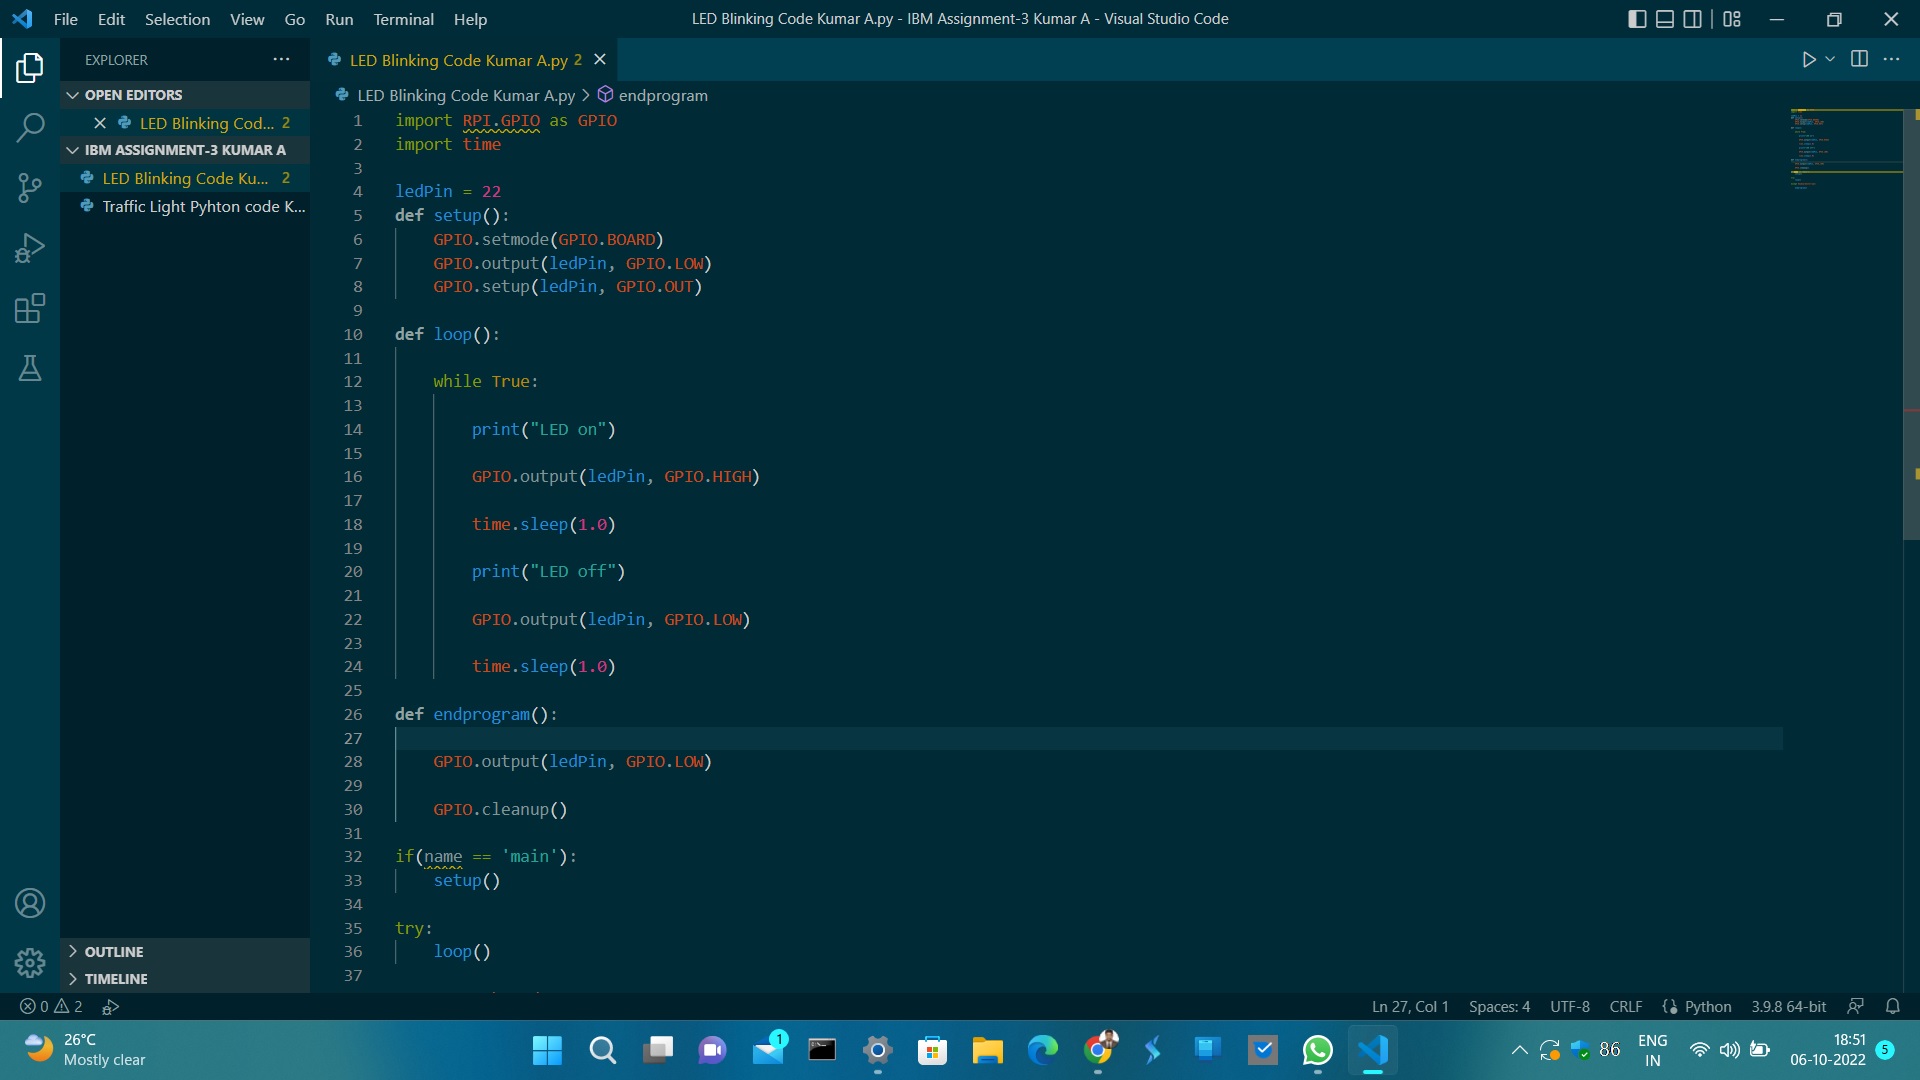 File Edit Selection View Go Run Terminal Help
LED Blinking Code Kumar A.py - IBM Assignment-3 Kumar A - Visual Studio Code
EXPLORER
OPEN EDITORS
LED Blinking Cod... 2
IBM ASSIGNMENT-3 KUMAR A
LED Blinking Code Ku... 2
Traffic Light Pyhton code K...
OUTLINE
TIMELINE
LED Blinking Code Kumar A.py 2
LED Blinking Code Kumar A.py > endprogram
1 import RPI.GPIO as GPIO
2 import time
3
4 ledPin = 22
5 def setup():
6 GPIO.setmode(GPIO.BOARD)
7 GPIO.output(ledPin, GPIO.LOW)
8 GPIO.setup(ledPin, GPIO.OUT)
9
10 def loop():
11
12 while True:
13
14 print("LED on")
15
16 GPIO.output(ledPin, GPIO.HIGH)
17
18 time.sleep(1.0)
19
20 print("LED off")
21
22 GPIO.output(ledPin, GPIO.LOW)
23
24 time.sleep(1.0)
25
26 def endprogram():
27
28 GPIO.output(ledPin, GPIO.LOW)
29
30 GPIO.cleanup()
31
32 if(name == 'main'):
33 setup()
34
35 try:
36 loop()
37
0 2
Ln 27, Col 1 Spaces: 4 UTF-8 CRLF Python 3.9.8 64-bit
26°C
Mostly clear
1
86
ENG
IN
18:51
06-10-2022
5